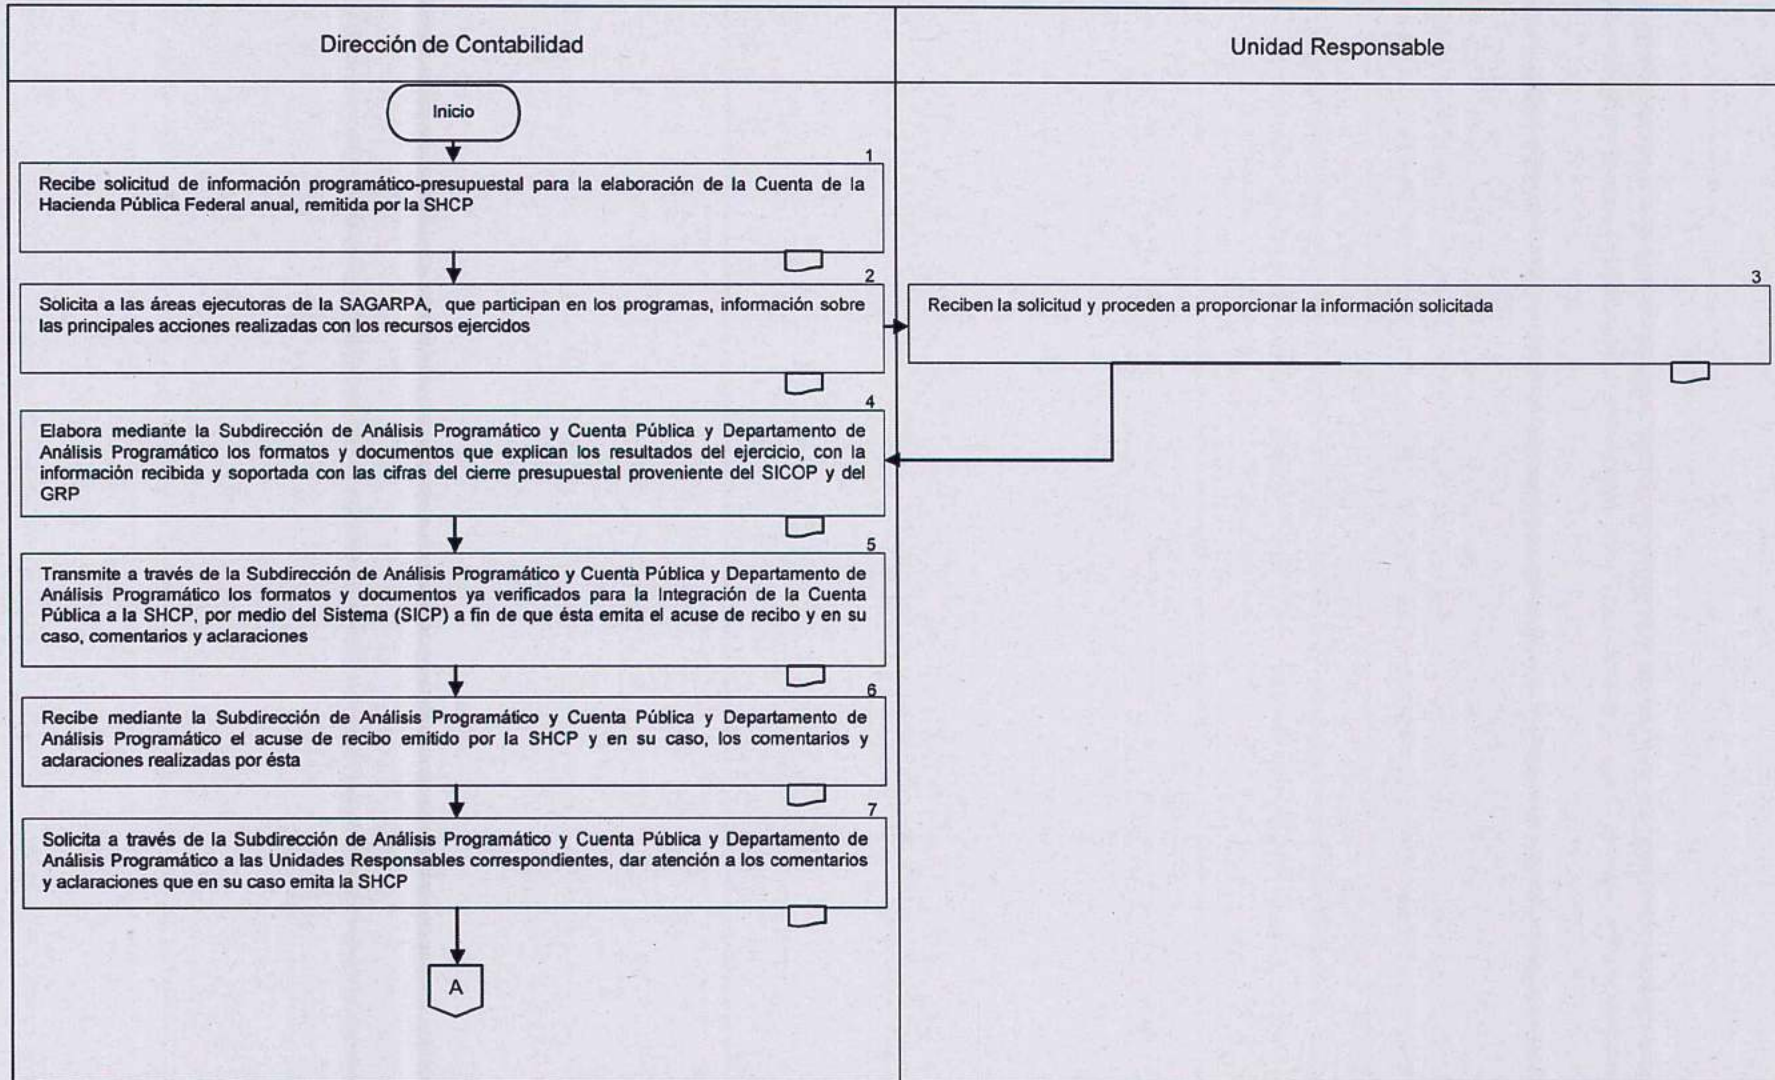 Dirección de Contabilidad
Unidad Responsable
Inicio
1
Recibe solicitud de información programático-presupuestal para la elaboración de la Cuenta de la
Hacienda Pública Federal anual, remitida por la SHCP
2
Solicita a las áreas ejecutoras de la SAGARPA, que participan en los programas, información sobre
las principales acciones realizadas con los recursos ejercidos
3
Reciben la solicitud y proceden a proporcionar la información solicitada
4
Elabora mediante la Subdirección de Análisis Programático y Cuenta Pública y Departamento de
Análisis Programático los formatos y documentos que explican los resultados del ejercicio, con la
información recibida y soportada con las cifras del cierre presupuestal proveniente del SICOP y del
GRP
5
Transmite a través de la Subdirección de Análisis Programático y Cuenta Pública y Departamento de
Análisis Programático los formatos y documentos ya verificados para la Integración de la Cuenta
Pública a la SHCP, por medio del Sistema (SICP) a fin de que ésta emita el acuse de recibo y en su
caso, comentarios y aclaraciones
6
Recibe mediante la Subdirección de Análisis Programático y Cuenta Pública y Departamento de
Análisis Programático el acuse de recibo emitido por la SHCP y en su caso, los comentarios y
aclaraciones realizadas por ésta
7
Solicita a través de la Subdirección de Análisis Programático y Cuenta Pública y Departamento de
Análisis Programático a las Unidades Responsables correspondientes, dar atención a los comentarios
y aclaraciones que en su caso emita la SHCP
A